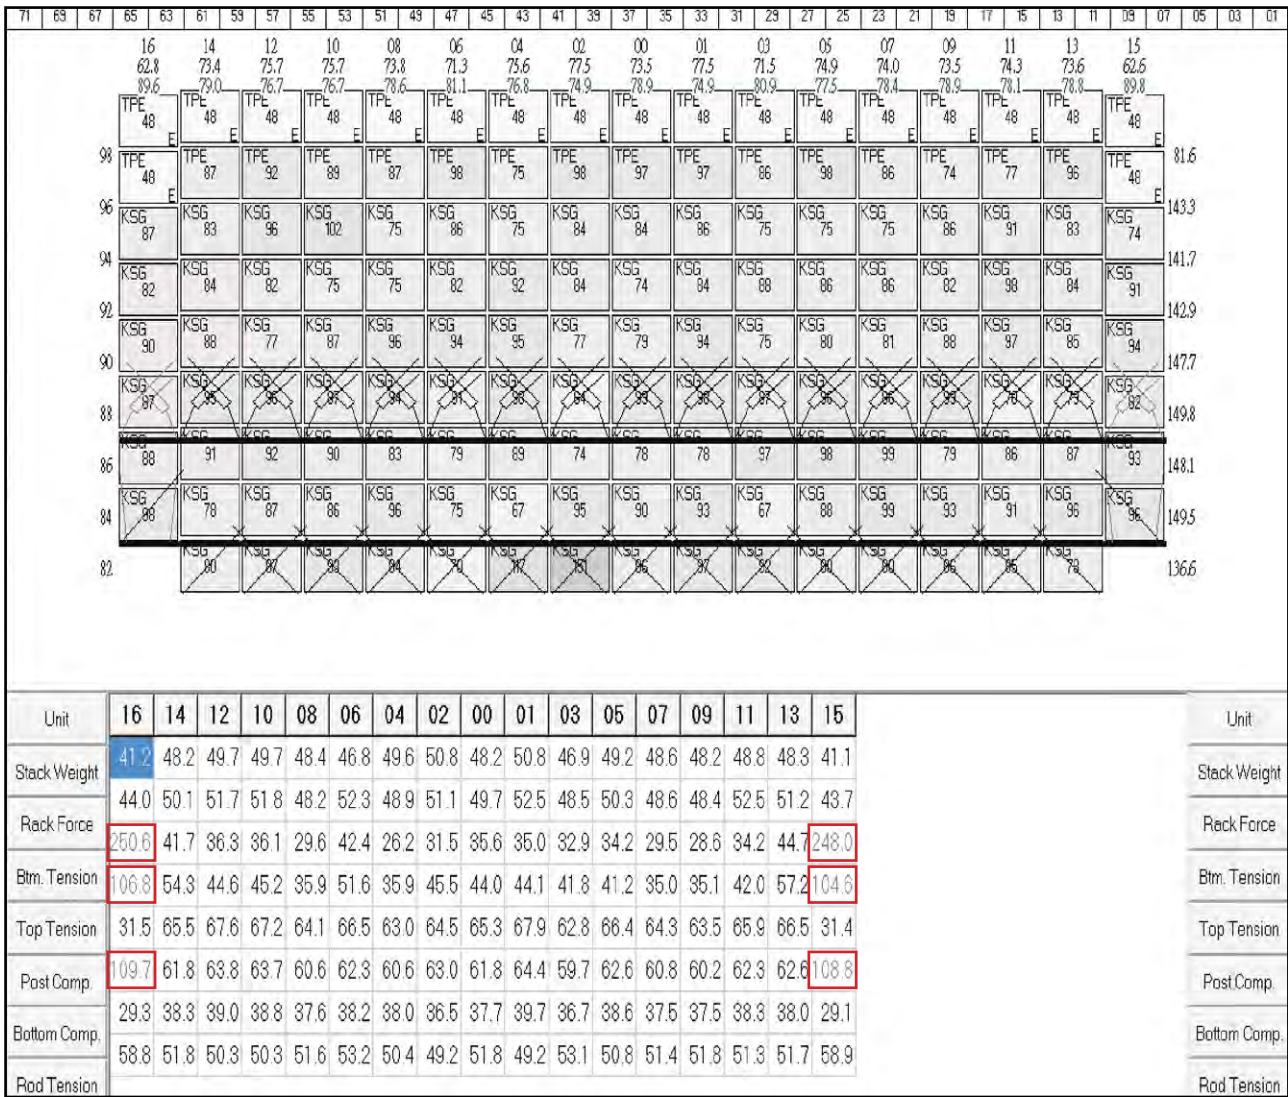 71 69 67 65 63 61 59 57 55 53 51 49 47 45 43 41 39 37 35 33 31 29 27 25 23 21 19 17 15 13 11 09 07 05 03 01
16 14 12 10 08 06 04 02 00 01 03 05 07 09 11 13 15
62.8 73.4 75.7 75.7 73.8 71.3 75.6 77.5 73.5 77.5 71.5 74.9 74.0 73.5 74.3 73.6 62.6
89.6 79.0 76.7 76.7 78.6 81.1 76.8 74.9 78.9 74.9 80.9 77.5 78.4 78.9 78.1 78.8 89.8
TPE TPE TPE TPE TPE TPE TPE TPE TPE TPE TPE TPE TPE TPE TPE TPE TPE
48 48 48 48 48 48 48 48 48 48 48 48 48 48 48 48 48
E E E E E E E E E E E E E E E E E
98 TPE TPE TPE TPE TPE TPE TPE TPE TPE TPE TPE TPE TPE TPE TPE TPE TPE 81.6
48 87 92 89 87 98 75 98 97 97 86 98 86 74 77 96 48
E E
96 KSG KSG KSG KSG KSG KSG KSG KSG KSG KSG KSG KSG KSG KSG KSG KSG KSG 143.3
87 83 96 102 75 86 75 84 84 86 75 75 75 86 91 83 74
94 KSG KSG KSG KSG KSG KSG KSG KSG KSG KSG KSG KSG KSG KSG KSG KSG KSG 141.7
82 84 82 75 75 82 92 84 74 84 88 86 86 82 98 84 91
92 KSG KSG KSG KSG KSG KSG KSG KSG KSG KSG KSG KSG KSG KSG KSG KSG KSG 142.9
90 88 77 87 96 94 95 77 79 94 75 80 81 88 97 85 94
90 KSG KSG KSG KSG KSG KSG KSG KSG KSG KSG KSG KSG KSG KSG KSG KSG KSG 147.7
87 82
88 149.8
88 91 92 90 83 79 89 74 78 78 97 98 99 79 86 87 93
86 148.1
KSG KSG KSG KSG KSG KSG KSG KSG KSG KSG KSG KSG KSG KSG KSG KSG KSG
98 78 87 86 96 75 67 95 90 93 67 88 99 93 91 96 96
84 149.5
KSG KSG KSG KSG KSG KSG KSG KSG KSG KSG KSG KSG KSG KSG KSG
82 136.6
Unit 16 14 12 10 08 06 04 02 00 01 03 05 07 09 11 13 15 Unit
Stack Weight 41.2 48.2 49.7 49.7 48.4 46.8 49.6 50.8 48.2 50.8 46.9 49.2 48.6 48.2 48.8 48.3 41.1 Stack Weight
44.0 50.1 51.7 51.8 48.2 52.3 48.9 51.1 49.7 52.5 48.5 50.3 48.6 48.4 52.5 51.2 43.7
Rack Force 250.6 41.7 36.3 36.1 29.6 42.4 26.2 31.5 35.6 35.0 32.9 34.2 29.5 28.6 34.2 44.7 248.0 Rack Force
Btm. Tension 106.8 54.3 44.6 45.2 35.9 51.6 35.9 45.5 44.0 44.1 41.8 41.2 35.0 35.1 42.0 57.2 104.6 Btm. Tension
Top Tension 31.5 65.5 67.6 67.2 64.1 66.5 63.0 64.5 65.3 67.9 62.8 66.4 64.3 63.5 65.9 66.5 31.4 Top Tension
Post Comp. 109.7 61.8 63.8 63.7 60.6 62.3 60.6 63.0 61.8 64.4 59.7 62.6 60.8 60.2 62.3 62.6 108.8 Post Comp.
29.3 38.3 39.0 38.8 37.6 38.2 38.0 36.5 37.7 39.7 36.7 38.6 37.5 37.5 38.3 38.0 29.1
Bottom Comp. 58.8 51.8 50.3 50.3 51.6 53.2 50.4 49.2 51.8 49.2 53.1 50.8 51.4 51.8 51.3 51.7 58.9 Bottom Comp.
Rod Tension Rod Tension